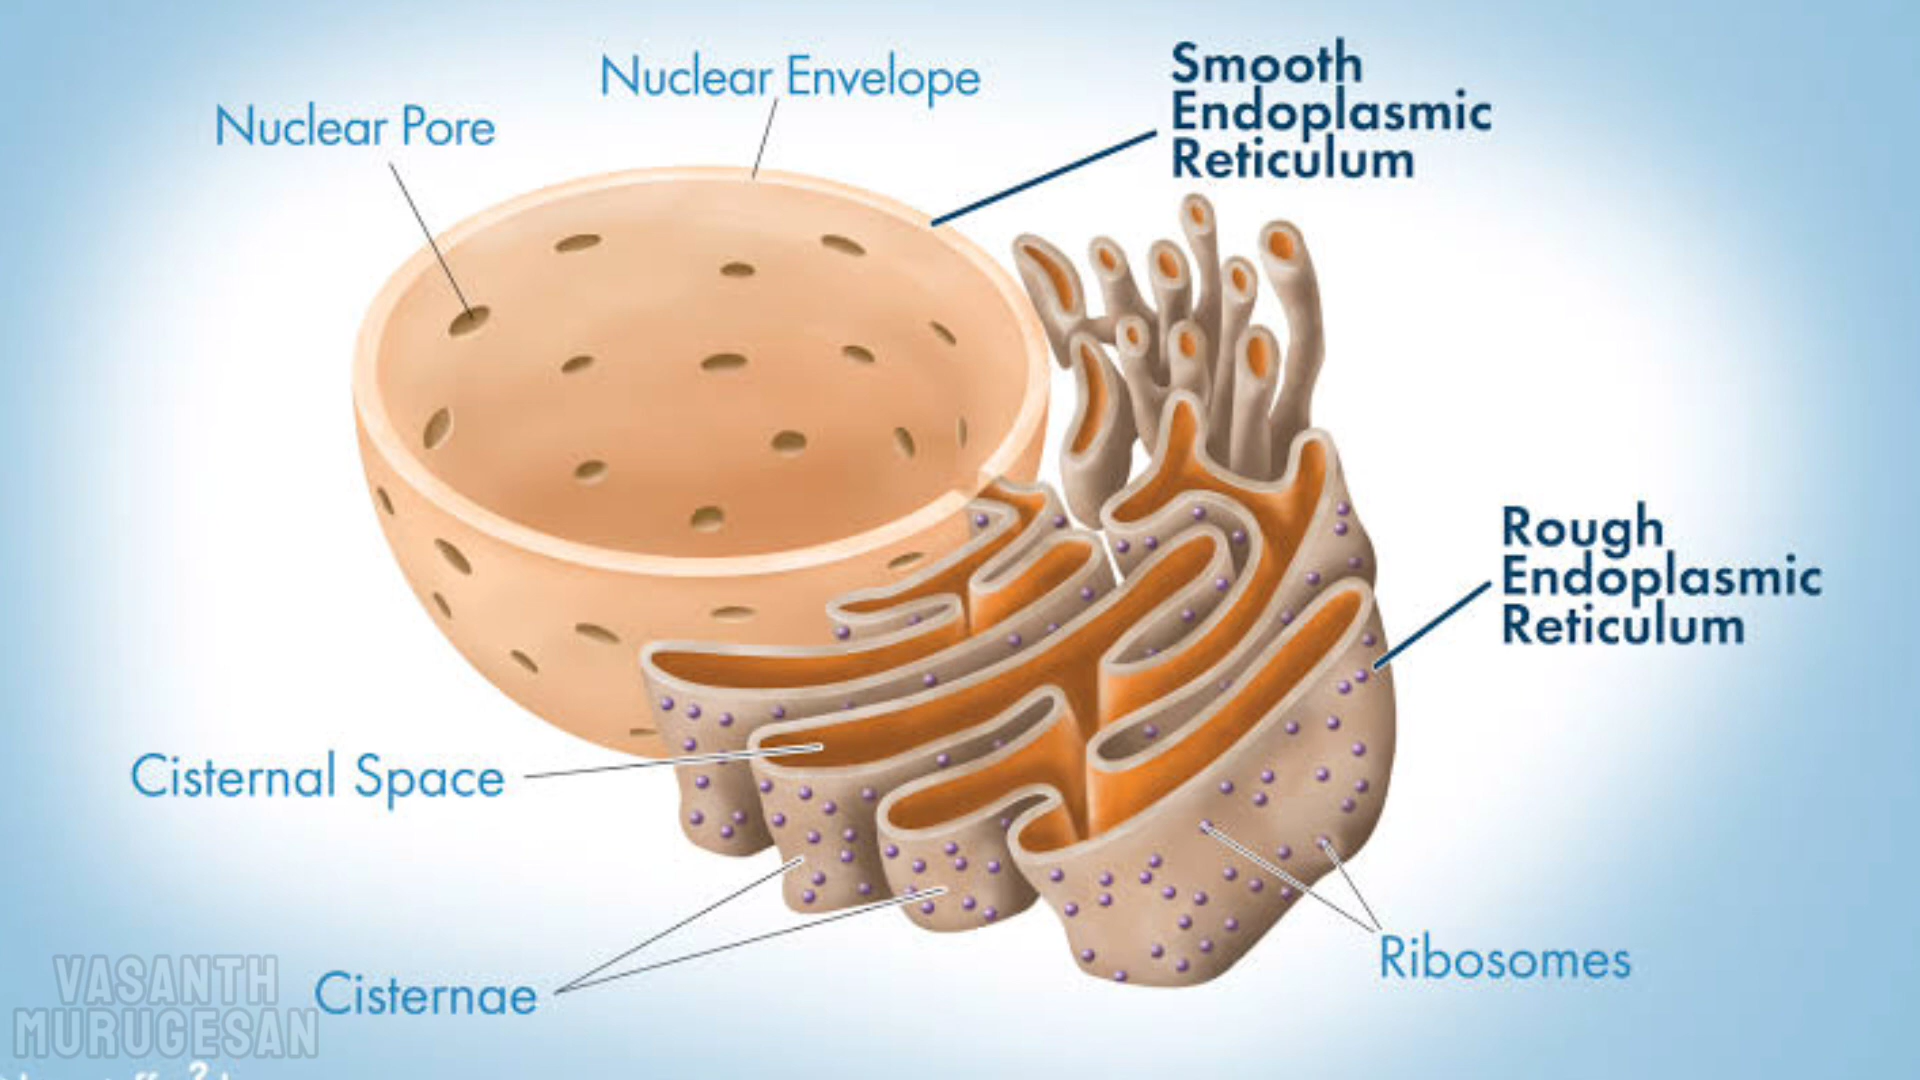 Nuclear Envelope
Nuclear Pore
Smooth
Endoplasmic
Reticulum
Rough
Endoplasmic
Reticulum
Cisternal Space
Cisternae
Ribosomes
VASANTH
MURUGESAN